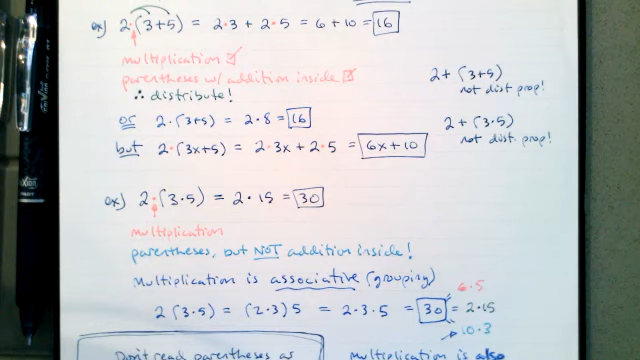 ex) 2·(3+5) = 2·3 + 2·5 = 6+10 = 16
multiplication ☑
parentheses w/ addition inside ☑
∴ distribute!
2 + (3+5)
not dist prop!
or 2·(3+5) = 2·8 = 16
2 + (3·5)
not dist. prop!
but 2·(3x+5) = 2·3x + 2·5 = 6x+10
ex) 2·(3·5) = 2·15 = 30
multiplication
parentheses, but NOT addition inside!
Multiplication is associative (grouping)
6·5
2(3·5) = (2·3)5 = 2·3·5 = 30 = 2·15
10·3
Don't read parentheses as
multiplication is also